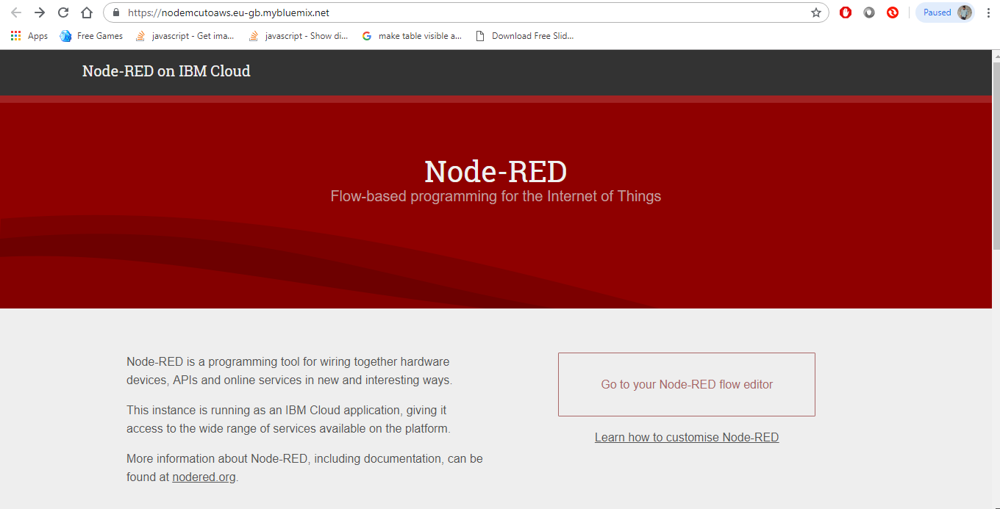 https://nodemcutoaws.eu-gb.mybluemix.net
Paused
Apps
Free Games
javascript - Get ima...
javascript - Show di...
make table visible a...
Download Free Slid...
Node-RED on IBM Cloud
Node-RED
Flow-based programming for the Internet of Things
Node-RED is a programming tool for wiring together hardware
devices, APIs and online services in new and interesting ways.
This instance is running as an IBM Cloud application, giving it
access to the wide range of services available on the platform.
More information about Node-RED, including documentation, can be
found at nodered.org.
Go to your Node-RED flow editor
Learn how to customise Node-RED